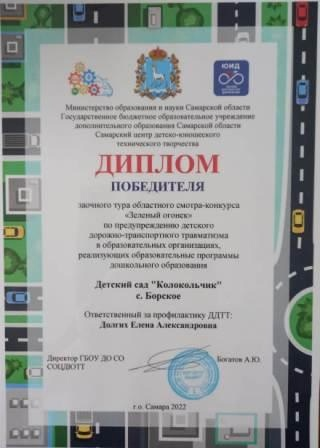 ЮИД
Министерство образования и науки Самарской области
Государственное бюджетное образовательное учреждение
дополнительного образования Самарской области
Самарский центр детско-юношеского
технического творчества
ДИПЛОМ
ПОБЕДИТЕЛЯ
заочного тура областного смотра-конкурса
«Зеленый огонек»
по предупреждению детского
дорожно-транспортного травматизма
в образовательных организациях,
реализующих образовательные программы
дошкольного образования
Детский сад "Колокольчик"
с. Борское
Ответственный за профилактику ДДТТ:
Долгих Елена Александровна
Директор ГБОУ ДО СО
СОЦДЮТТ
Богатов А.Ю.
г.о. Самара 2022